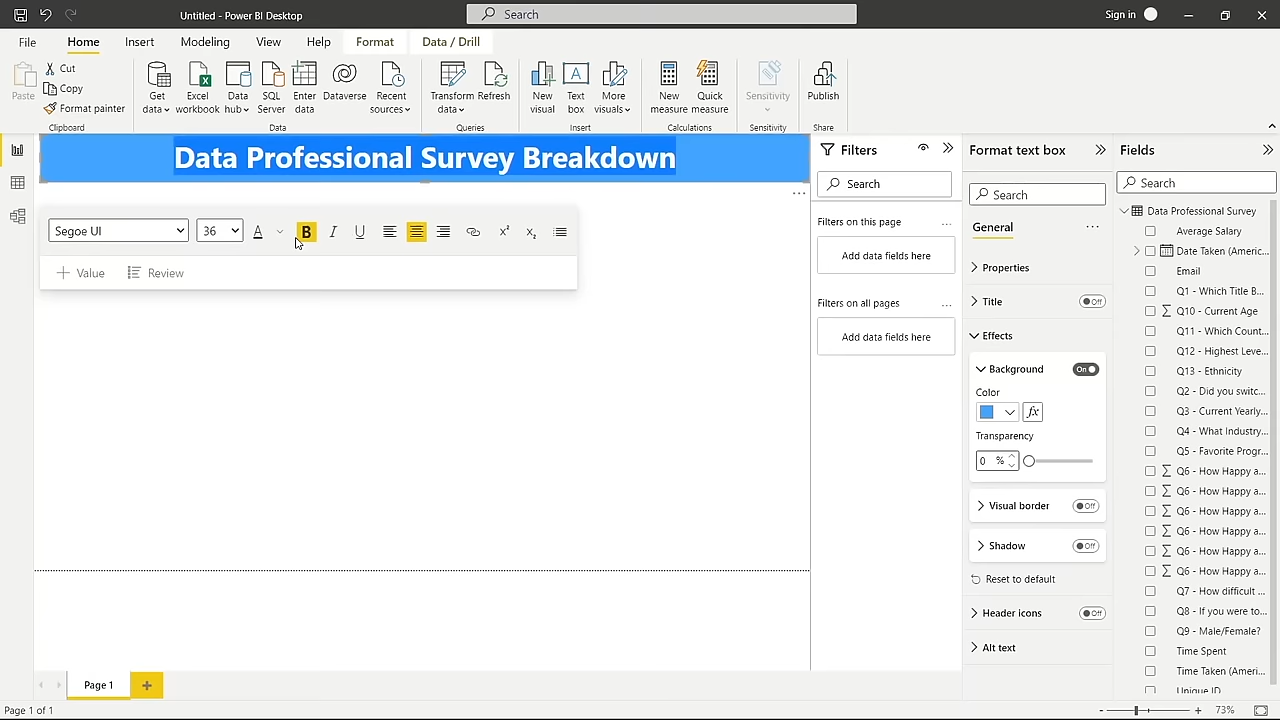 Untitled - Power BI Desktop
Search
Sign in
File Home Insert Modeling View Help Format Data / Drill
Paste
Cut
Copy
Format painter
Get data
Excel workbook
Data hub
SQL Server
Enter data
Dataverse
Recent sources
Transform data
Refresh
New visual
Text box
More visuals
New measure
Quick measure
Sensitivity
Publish
Clipboard Data Queries Insert Calculations Sensitivity Share
Data Professional Survey Breakdown
Segoe UI 36 A B I U
Value Review
Filters
Search
Filters on this page
Add data fields here
Filters on all pages
Add data fields here
Format text box
Search
General
Properties
Title Off
Effects
Background On
Color
fx
Transparency
0 %
Visual border Off
Shadow Off
Reset to default
Header icons Off
Alt text
Fields
Search
Data Professional Survey
Average Salary
Date Taken (Americ...
Email
Q1 - Which Title B...
Q10 - Current Age
Q11 - Which Count...
Q12 - Highest Leve...
Q13 - Ethnicity
Q2 - Did you switc...
Q3 - Current Yearly...
Q4 - What Industry...
Q5 - Favorite Progr...
Q6 - How Happy a...
Q6 - How Happy a...
Q6 - How Happy a...
Q6 - How Happy a...
Q6 - How Happy a...
Q6 - How Happy a...
Q7 - How difficult ...
Q8 - If you were to...
Q9 - Male/Female?
Time Spent
Time Taken (Ameri...
Unique ID
Page 1
Page 1 of 1
73%